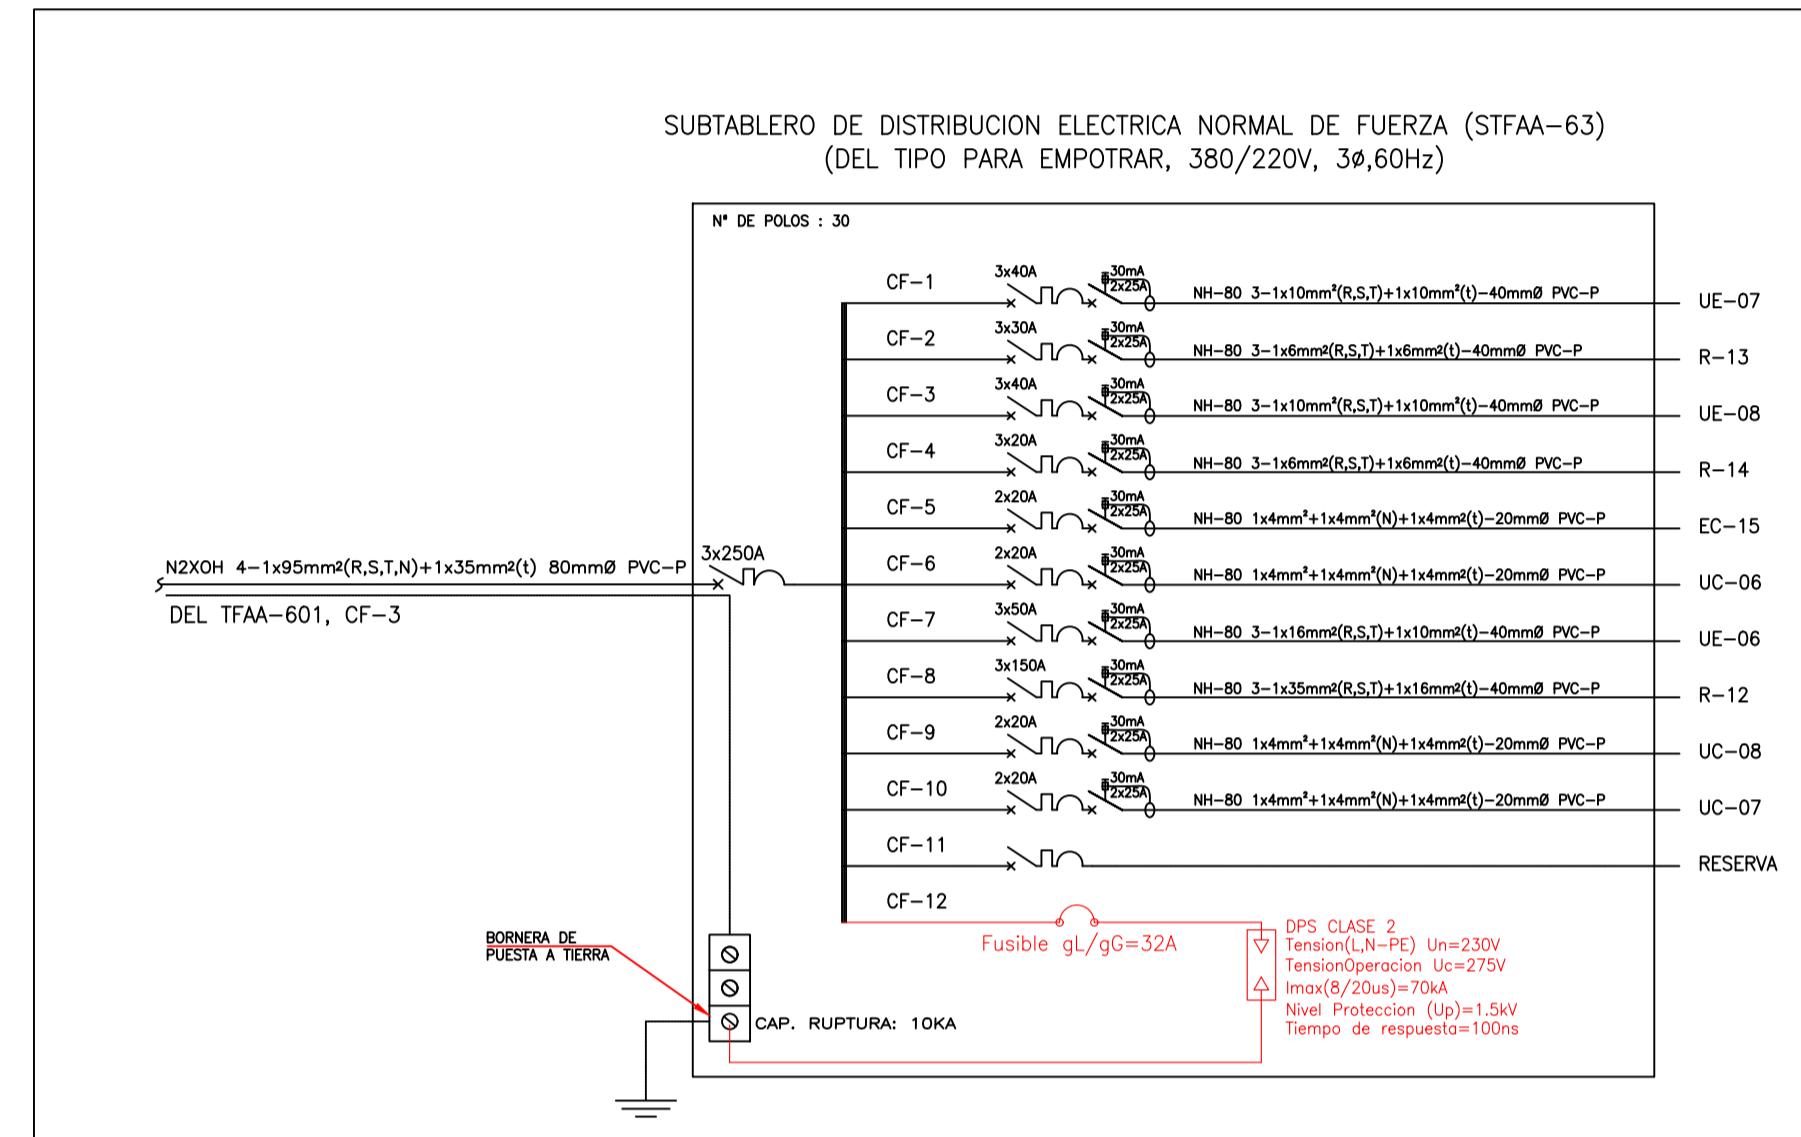 SUBTABLERO DE DISTRIBUCION ELECTRICA NORMAL DE FUERZA (STFAA-63)
(DEL TIPO PARA EMPOTRAR, 380/220V, 3ø,60Hz)
N° DE POLOS : 30
CF-1 3x40A 30mA 2x25A NH-80 3-1x10mm²(R,S,T)+1x10mm²(t)-40mmØ PVC-P UE-07
CF-2 3x30A 30mA 2x25A NH-80 3-1x6mm2(R,S,T)+1x6mm2(t)-40mmØ PVC-P R-13
CF-3 3x40A 30mA 2x25A NH-80 3-1x10mm²(R,S,T)+1x10mm²(t)-40mmØ PVC-P UE-08
CF-4 3x20A 30mA 2x25A NH-80 3-1x6mm2(R,S,T)+1x6mm2(t)-40mmØ PVC-P R-14
CF-5 2x20A 30mA 2x25A NH-80 1x4mm²+1x4mm²(N)+1x4mm2(t)-20mmØ PVC-P EC-15
CF-6 2x20A 30mA 2x25A NH-80 1x4mm²+1x4mm²(N)+1x4mm2(t)-20mmØ PVC-P UC-06
N2XOH 4-1x95mm2(R,S,T,N)+1x35mm2(t) 80mmØ PVC-P 3x250A
DEL TFAA-601, CF-3
CF-7 3x50A 30mA 2x25A NH-80 3-1x16mm2(R,S,T)+1x10mm2(t)-40mmØ PVC-P UE-06
CF-8 3x150A 30mA 2x25A NH-80 3-1x35mm2(R,S,T)+1x16mm2(t)-40mmØ PVC-P R-12
CF-9 2x20A 30mA 2x25A NH-80 1x4mm²+1x4mm²(N)+1x4mm2(t)-20mmØ PVC-P UC-08
CF-10 2x20A 30mA 2x25A NH-80 1x4mm²+1x4mm²(N)+1x4mm2(t)-20mmØ PVC-P UC-07
CF-11 RESERVA
CF-12
Fusible gL/gG=32A
DPS CLASE 2
Tension(L,N-PE) Un=230V
TensionOperacion Uc=275V
Imax(8/20us)=70kA
Nivel Proteccion (Up)=1.5kV
Tiempo de respuesta=100ns
BORNERA DE
PUESTA A TIERRA
CAP. RUPTURA: 10KA